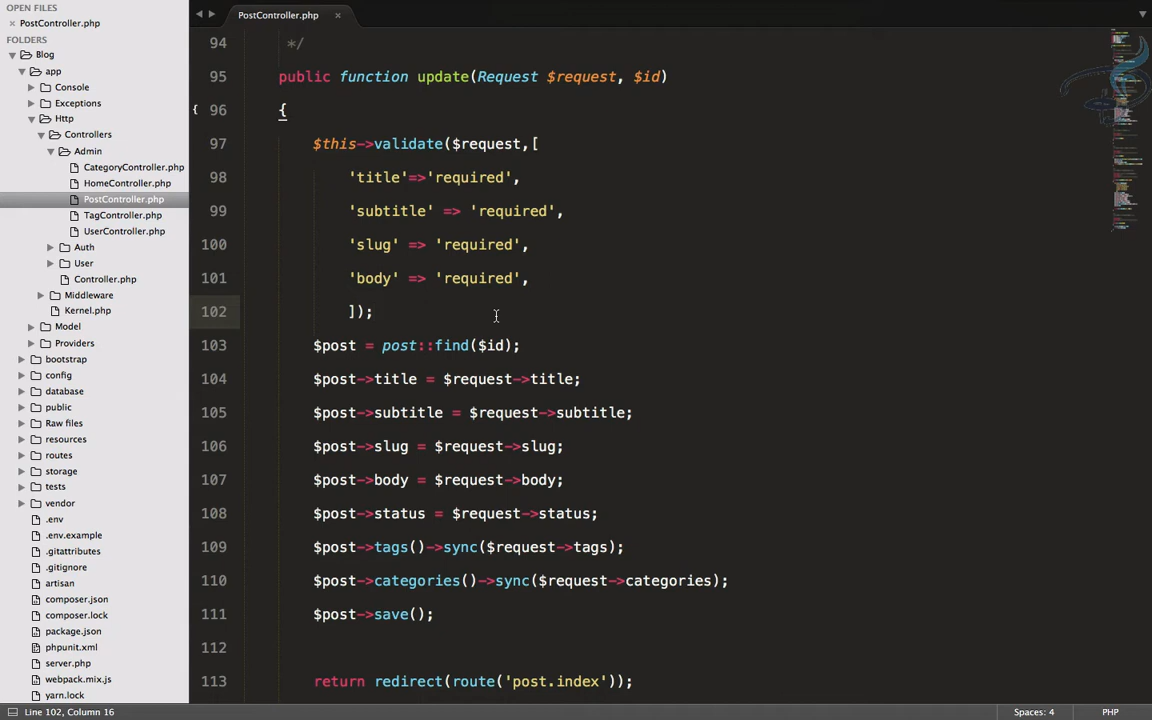 OPEN FILES
× PostController.php
FOLDERS
Blog
app
Console
Exceptions
Http
Controllers
Admin
CategoryController.php
HomeController.php
PostController.php
TagController.php
UserController.php
Auth
User
Controller.php
Middleware
Kernel.php
Model
Providers
bootstrap
config
database
public
Raw files
resources
routes
storage
tests
vendor
.env
.env.example
.gitattributes
.gitignore
artisan
composer.json
composer.lock
package.json
phpunit.xml
server.php
webpack.mix.js
yarn.lock
PostController.php ×
94 */
95 public function update(Request $request, $id)
96 {
97 $this->validate($request,[
98 'title'=>'required',
99 'subtitle' => 'required',
100 'slug' => 'required',
101 'body' => 'required',
102 ]);
103 $post = post::find($id);
104 $post->title = $request->title;
105 $post->subtitle = $request->subtitle;
106 $post->slug = $request->slug;
107 $post->body = $request->body;
108 $post->status = $request->status;
109 $post->tags()->sync($request->tags);
110 $post->categories()->sync($request->categories);
111 $post->save();
112
113 return redirect(route('post.index'));
Line 102, Column 16
Spaces: 4
PHP